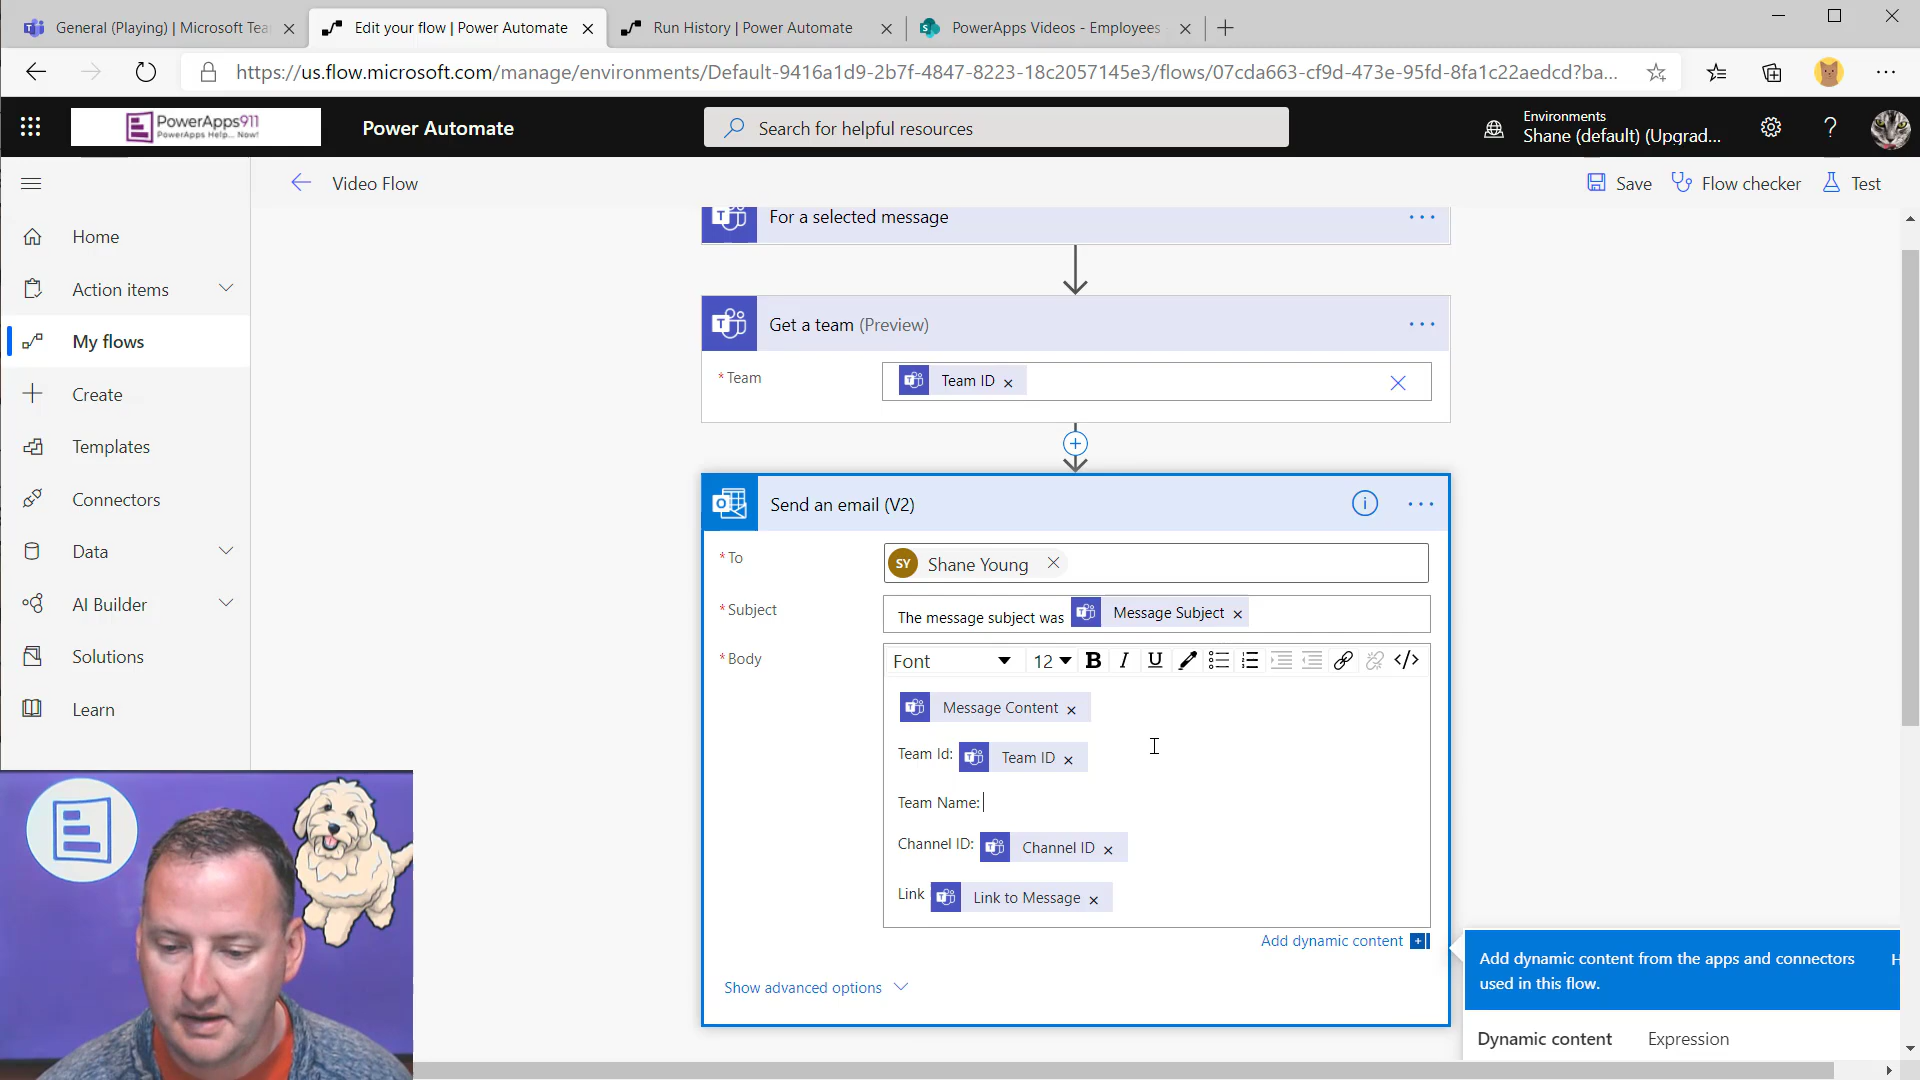 General (Playing) | Microsoft Tea
Edit your flow | Power Automate
Run History | Power Automate
PowerApps Videos - Employees
https://us.flow.microsoft.com/manage/environments/Default-9416a1d9-2b7f-4847-8223-18c2057145e3/flows/07cda663-cf9d-473e-95fd-8fa1c22aedcd?ba...
PowerApps911
PowerApps Help... Now!
Power Automate
Search for helpful resources
Environments
Shane (default) (Upgrad...
?
Video Flow
Save
Flow checker
Test
Home
Action items
My flows
Create
Templates
Connectors
Data
AI Builder
Solutions
Learn
For a selected message
Get a team (Preview)
* Team
Team ID ×
Send an email (V2)
* To
SY Shane Young
* Subject
The message subject was Message Subject ×
* Body
Font 12 B I U </>
Message Content ×
Team Id: Team ID ×
Team Name:
Channel ID: Channel ID ×
Link Link to Message ×
Add dynamic content
Show advanced options
Add dynamic content from the apps and connectors
used in this flow.
Dynamic content Expression